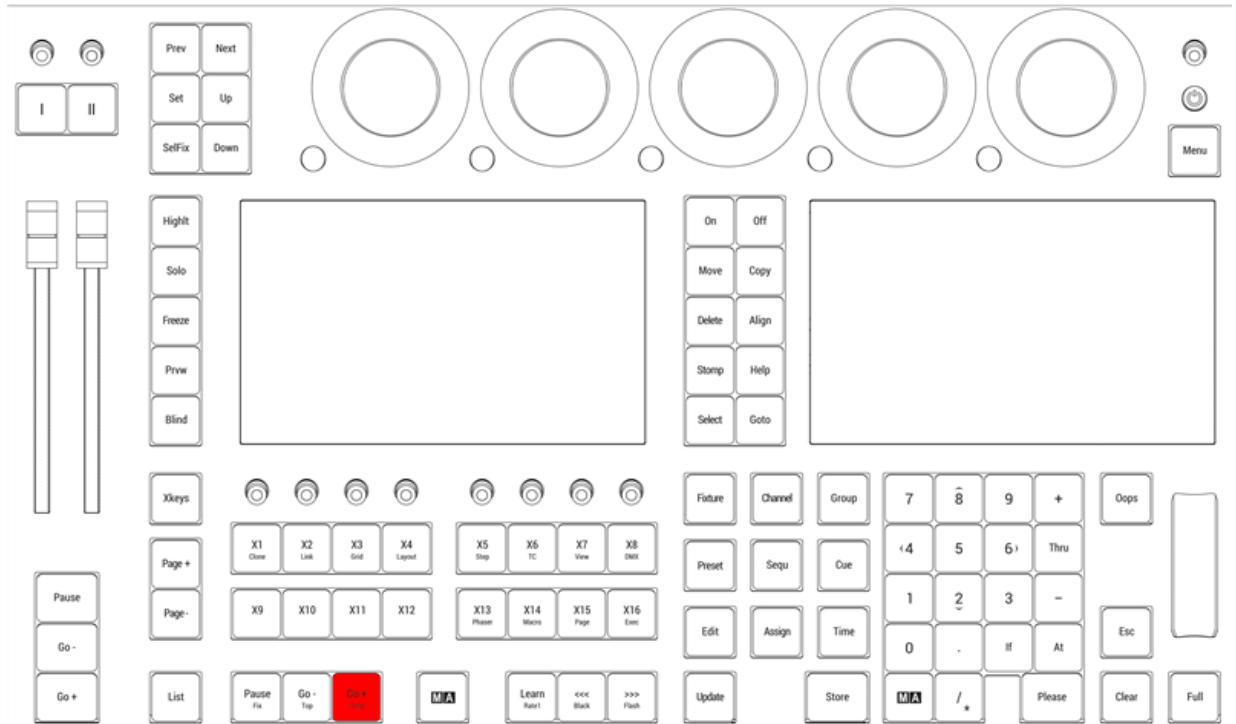 Prev Next
I II
Set Up
SelFix Down
Menu
Highlt
On Off
Solo
Move Copy
Freeze
Delete Align
Prvw
Stomp Help
Blind
Select Goto
Xkeys
Fixture Channel Group 7 8 9 + Oops
X1 X2 X3 X4 X5 X6 X7 X8
Clone Link Grid Layout Step TC View DMX
4 5 6 Thru
Page +
Preset Sequ Cue
Pause
1 2 3 -
Page-
X9 X10 X11 X12 X13 X14 X15 X16
Phaser Macro Page Exec
Edit Assign Time
Esc
Go -
0 . If At
Go +
List
Pause Go - Go + MA Learn <<< >>>
Fix Top Rate1 Black Flash
Update Store MA / * Please Clear Full